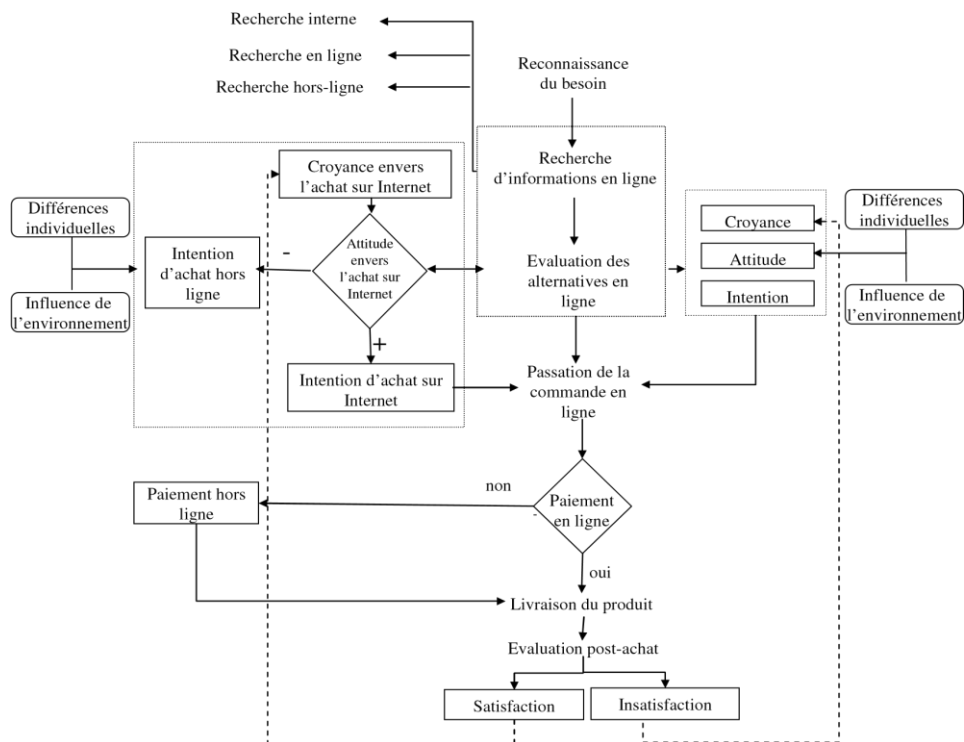 Recherche interne
Recherche en ligne
Recherche hors-ligne
Reconnaissance
du besoin
Recherche
d'informations en ligne
Evaluation des
alternatives en
ligne
Croyance envers
l'achat sur Internet
Différences
individuelles
Influence de
l'environnement
Intention
d'achat hors
ligne
-
Attitude
envers
l'achat sur
Internet
+
Intention d'achat sur
Internet
Croyance
Attitude
Intention
Différences
individuelles
Influence de
l'environnement
Passation de la
commande en
ligne
Paiement hors
ligne
non
-
Paiement
en ligne
oui
Livraison du produit
Evaluation post-achat
Satisfaction
Insatisfaction